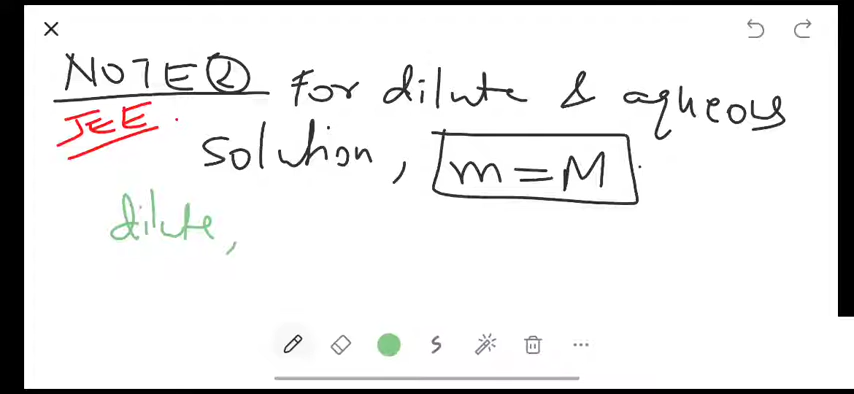 NOTE② For dilute & aqueous
JEE.
solution, m=M
dilute,